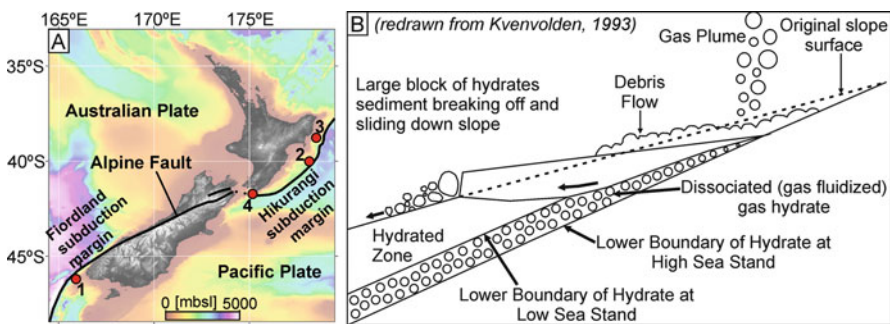 165°E
170°E
175°E
A
35°S
Australian Plate
3
40°S
Alpine Fault
2
4
Fiordland
subduction
margin
Hikurangi
subduction
margin
45°S
Pacific Plate
1
0 [mbsl] 5000
B (redrawn from Kvenvolden, 1993)
Gas Plume
Original slope
surface
Large block of hydrates
sediment breaking off and
sliding down slope
Debris
Flow
Dissociated (gas fluidized)
gas hydrate
Hydrated
Zone
Lower Boundary of Hydrate at
High Sea Stand
Lower Boundary of Hydrate at
Low Sea Stand